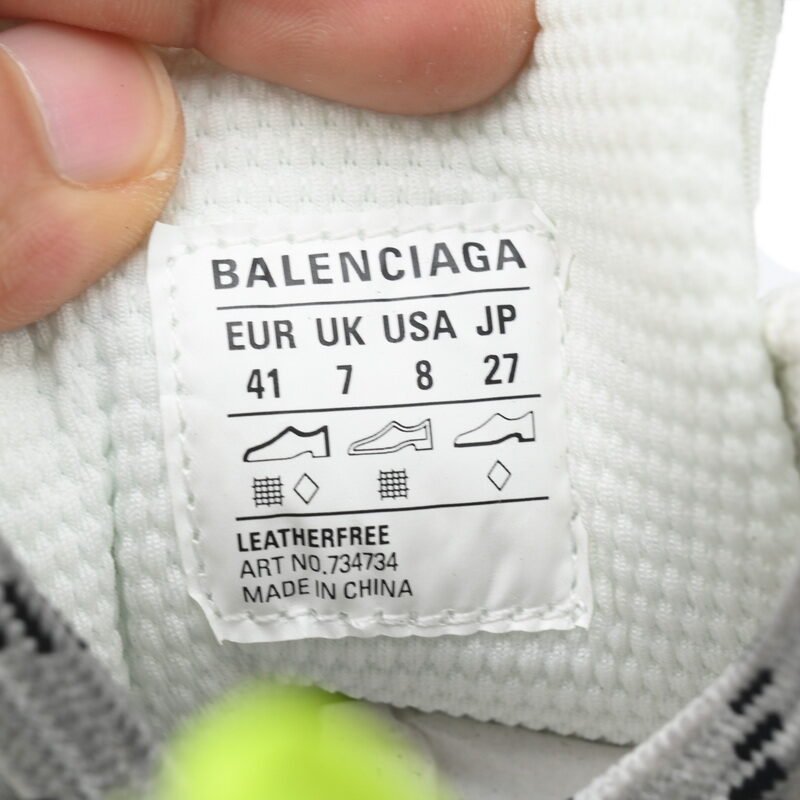 BALENCIAGA
EUR UK USA JP
41 7 8 27
LEATHERFREE
ART NO.734734
MADE IN CHINA